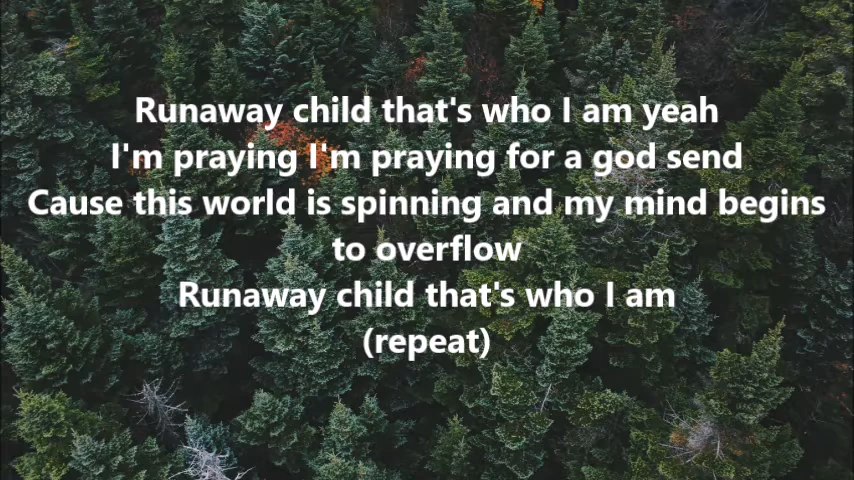 Runaway child that's who I am yeah
I'm praying I'm praying for a god send
Cause this world is spinning and my mind begins
to overflow
Runaway child that's who I am
(repeat)